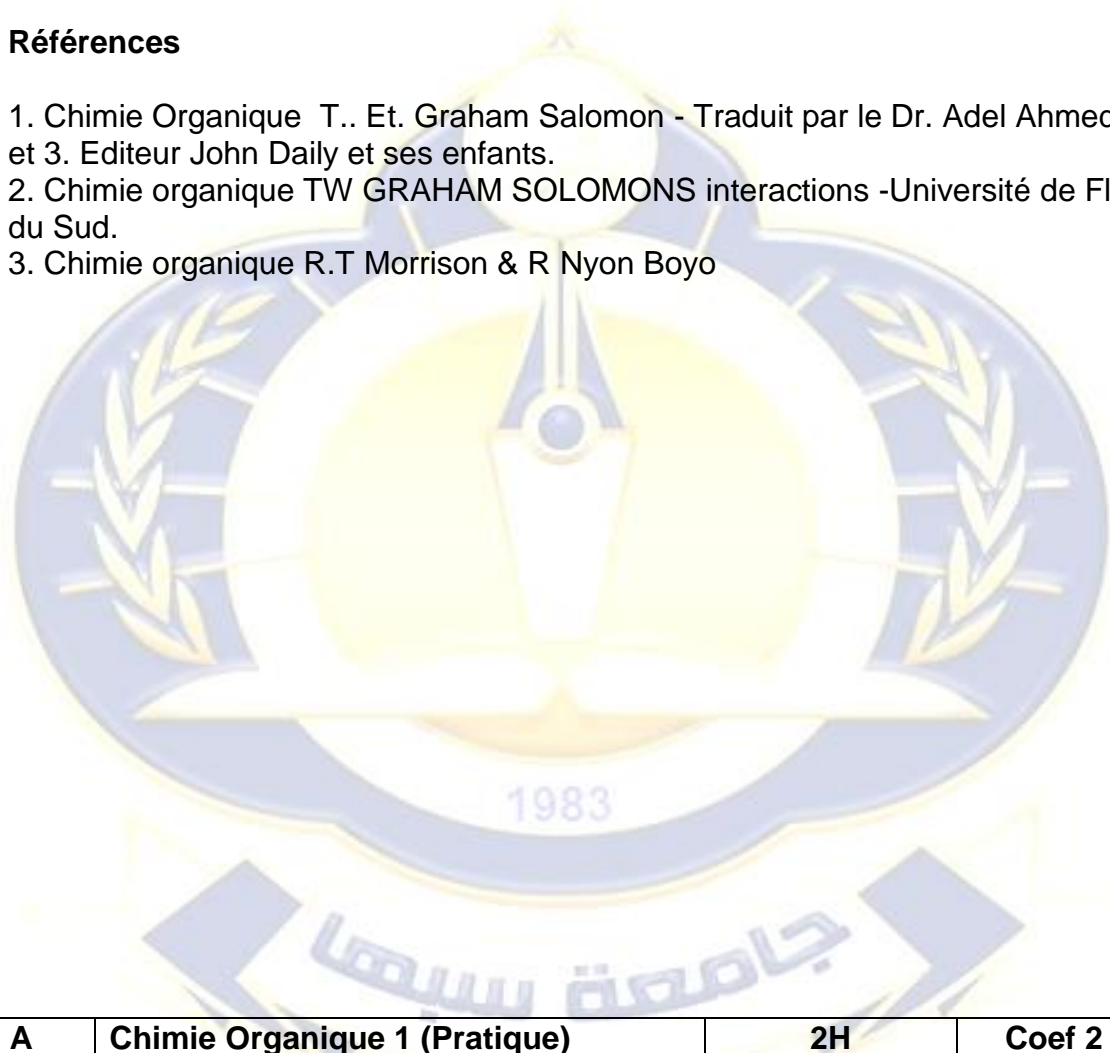 Références
1. Chimie Organique T.. Et. Graham Salomon - Traduit par le Dr. Adel Ahmed
et 3. Editeur John Daily et ses enfants.
2. Chimie organique TW GRAHAM SOLOMONS interactions -Université de Fl
du Sud.
3. Chimie organique R.T Morrison & R Nyon Boyo
1983
جامعة سبها
A Chimie Organique 1 (Pratique) 2H Coef 2